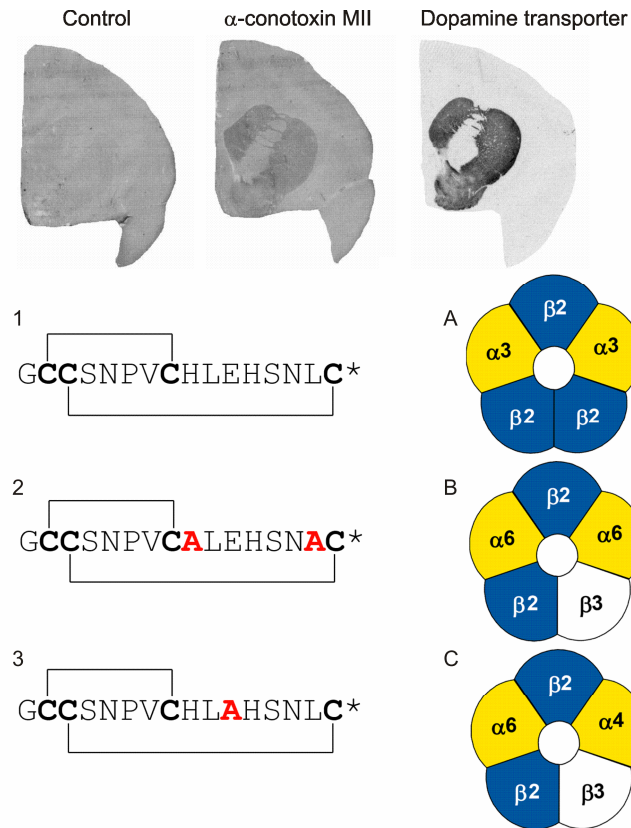 Control
α-conotoxin MII
Dopamine transporter
1
GCCSNPVCHLEHSNLC*
A
β2
α3
α3
β2
β2
2
GCCSNPVCALEHSNAC*
B
β2
α6
α6
β2
β3
3
GCCSNPVCHLAHSNLC*
C
β2
α6
α4
β2
β3